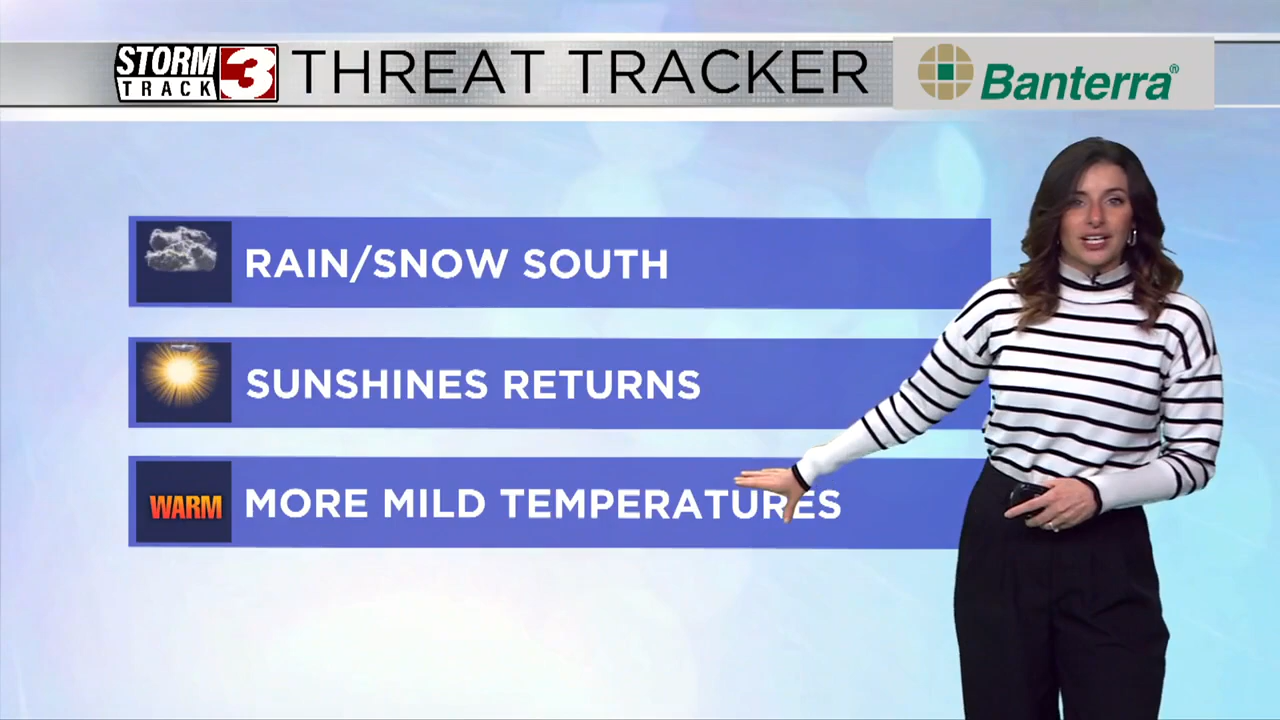 STORM
TRACK
3
THREAT TRACKER
Banterra®
RAIN/SNOW SOUTH
SUNSHINES RETURNS
WARM
MORE MILD TEMPERATURES